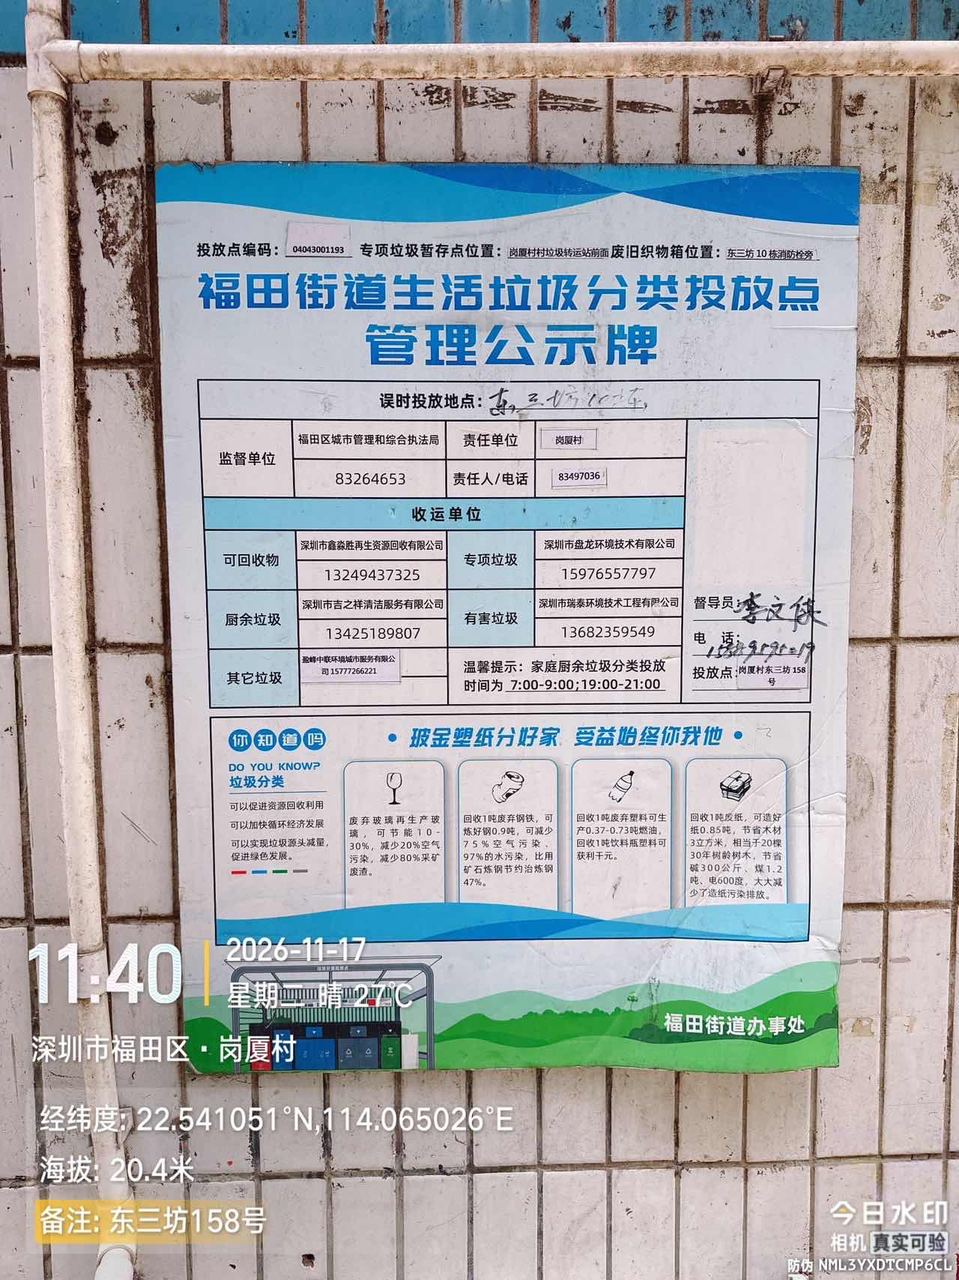 投放点编码： 04043001193 专项垃圾暂存点位置： 岗厦村村垃圾转运站前面 废旧织物箱位置： 东三坊10栋消防栓旁
福田街道生活垃圾分类投放点
管理公示牌
误时投放地点： 东三坊
监督单位 福田区城市管理和综合执法局 责任单位 岗厦村
83264653 责任人/电话 83497036
收运单位
可回收物 深圳市鑫淼胜再生资源回收有限公司 专项垃圾 深圳市盘龙环境技术有限公司
13249437325 15976557797
厨余垃圾 深圳市吉之祥清洁服务有限公司 有害垃圾 深圳市瑞泰环境技术工程有限公司
13425189807 13682359549
其它垃圾 盈峰中联环境城市服务有限公
司 15777266221
温馨提示：家庭厨余垃圾分类投放
时间为 7:00-9:00;19:00-21:00
督导员: 李文
电 话:
投放点: 岗厦村东三坊 158
号
你知道吗
DO YOU KNOW?
垃圾分类
可以促进资源回收利用
可以加快循环经济发展
可以实现垃圾源头减量,
促进绿色发展。
• 玻金塑纸分好家 受益始终你我他 •
废弃玻璃再生产玻
璃，可节能10-
30%，减少20%空气
污染，减少80%采矿
废渣。
回收1吨废弃钢铁，可
炼好钢0.9吨，可减少
75%空气污染、
97%的水污染，比用
矿石炼钢节约冶炼钢
47%。
回收1吨废弃塑料可生
产0.37-0.73吨燃油，
回收1吨饮料瓶塑料可
获利千元。
回收1吨废纸，可造好
纸0.85吨，节省木材
3立方米，相当于20棵
30年树龄树木，节省
碱300公斤、煤1.2
吨、电600度，大大减
少了造纸污染排放。
福田街道办事处
11:40
2026-11-17
星期二 晴 27℃
深圳市福田区·岗厦村
经纬度: 22.541051°N,114.065026°E
海拔: 20.4米
备注: 东三坊158号
今日水印
相机 真实可验
防伪 NML3YXDTCMP6CL